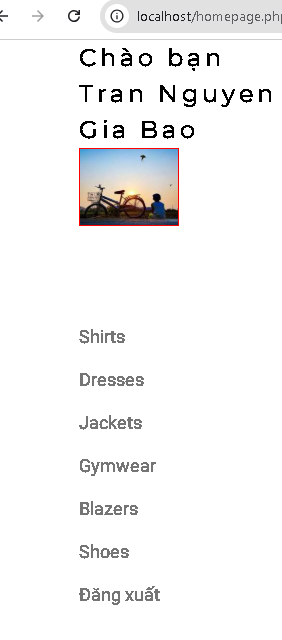 localhost/homepage.php
Chào bạn
Tran Nguyen
Gia Bao
Shirts
Dresses
Jackets
Gymwear
Blazers
Shoes
Đăng xuất